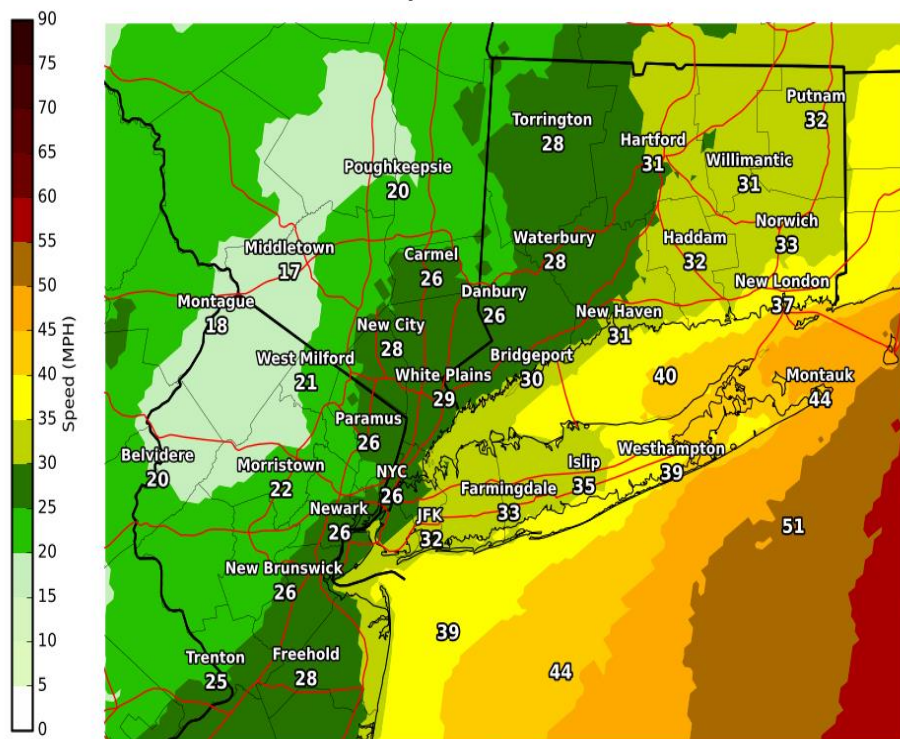 90
85
80
75
70
65
60
55
50
45
40
35
30
25
20
15
10
5
0
Speed (MPH)
Putnam
32
Torrington
28
Hartford
31
Willimantic
31
Poughkeepsie
20
Norwich
33
Middletown
17
Carmel
26
Waterbury
28
Haddam
32
New London
37
Montague
18
Danbury
26
New City
28
New Haven
31
West Milford
21
Bridgeport
30
White Plains
29
40
Montauk
44
Paramus
26
Belvidere
20
Morristown
22
NYC
26
Islip
35
Westhampton
39
Farmingdale
33
Newark
26
JFK
32
51
New Brunswick
26
39
Trenton
25
Freehold
28
44